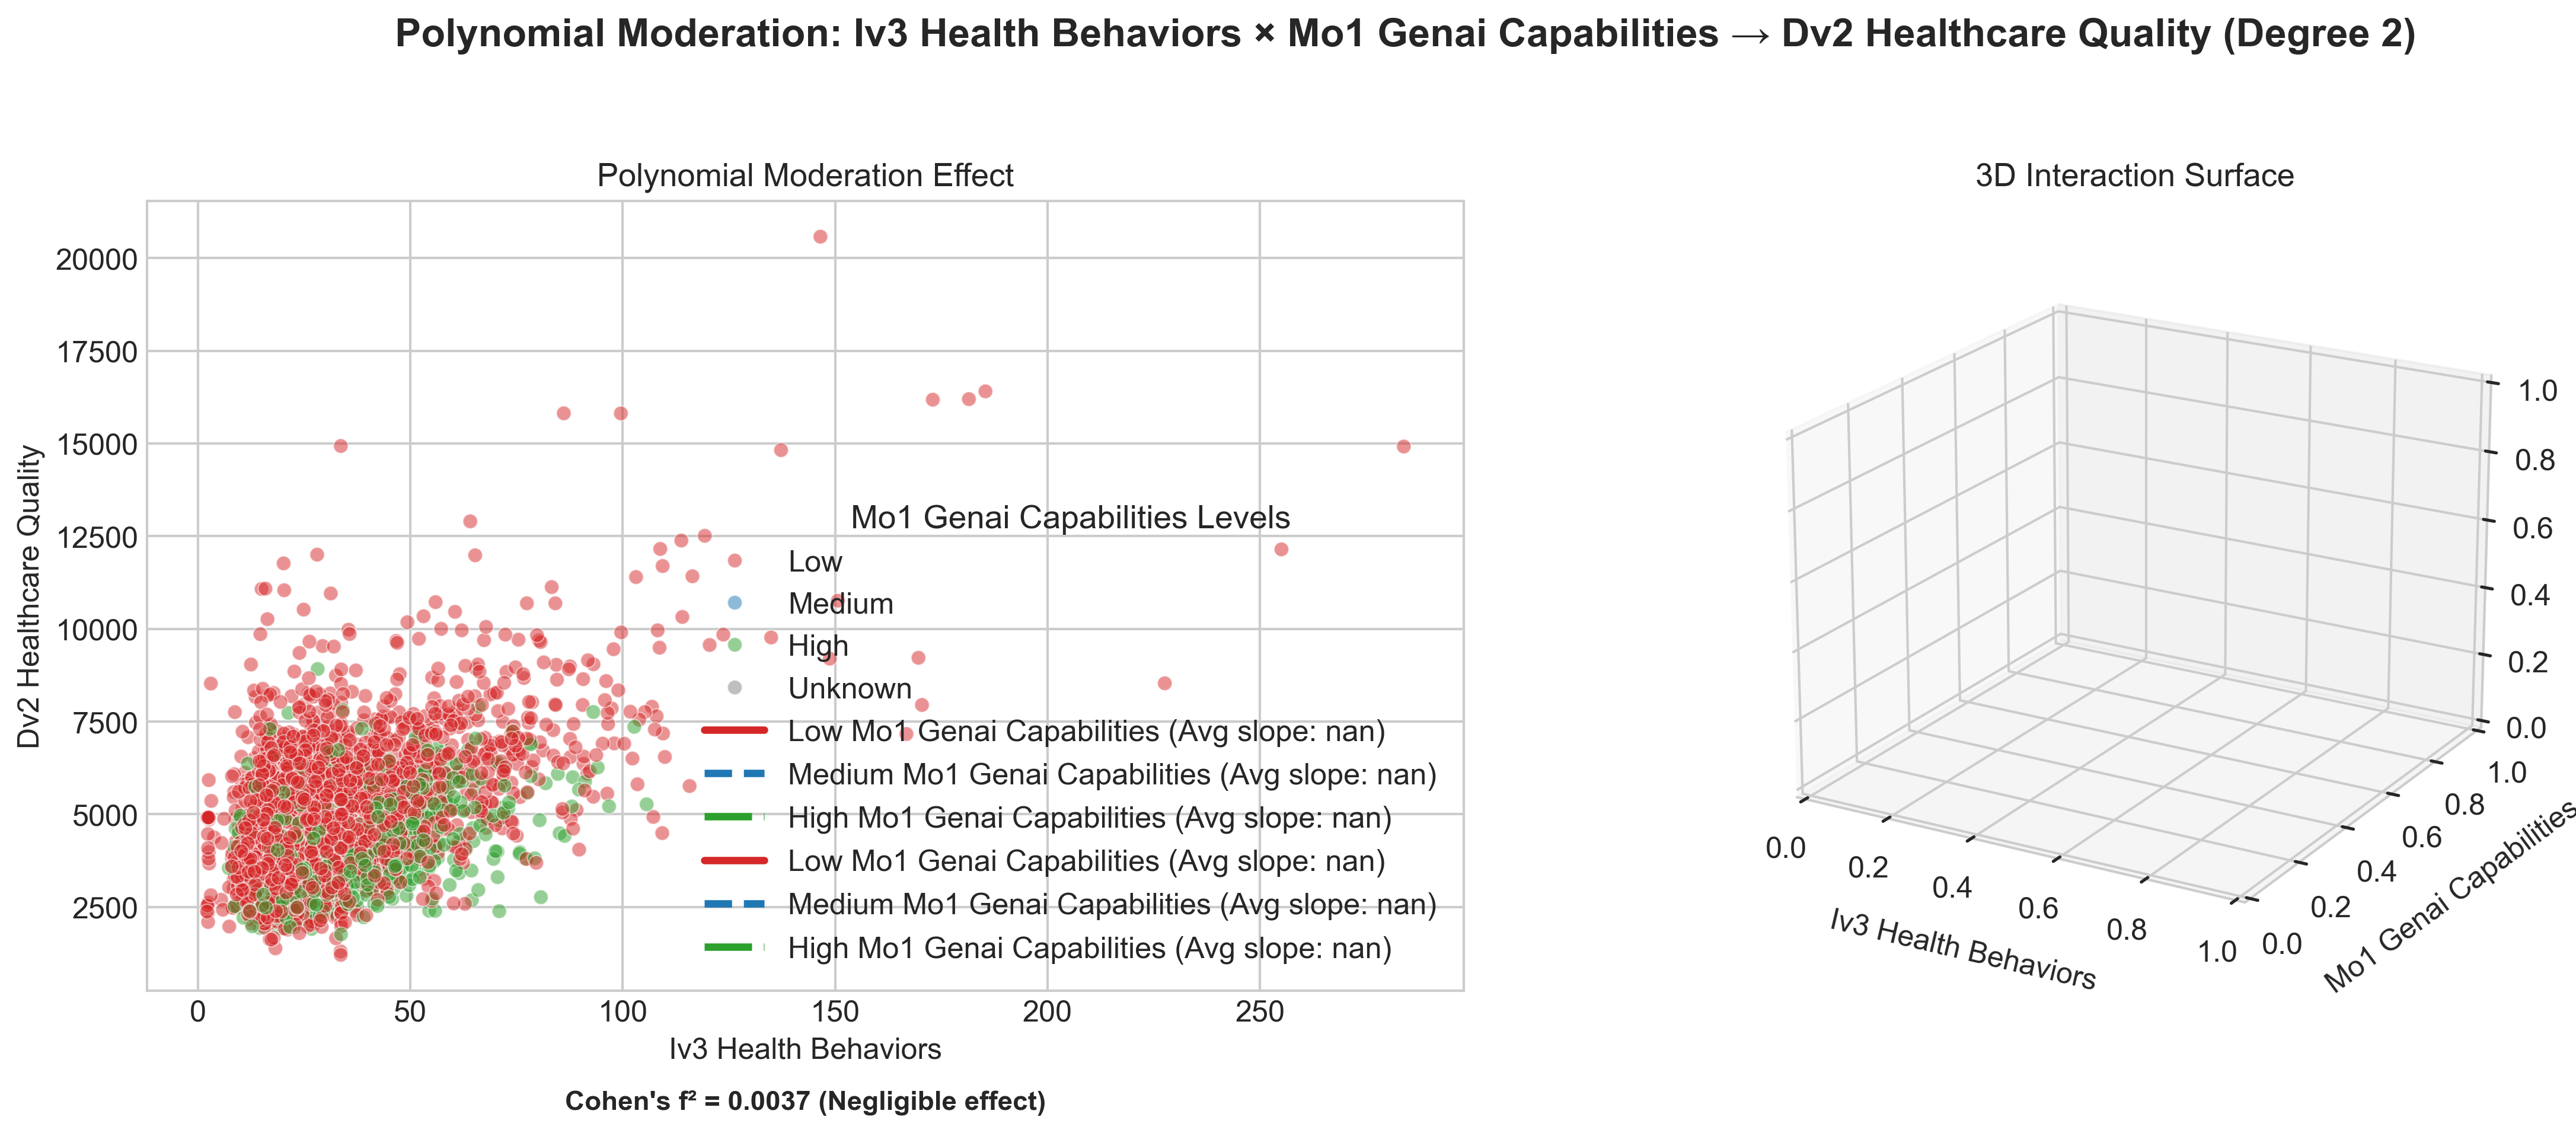 Polynomial Moderation: Iv3 Health Behaviors × Mo1 Genai Capabilities → Dv2 Healthcare Quality (Degree 2)
Polynomial Moderation Effect
20000
17500
15000
12500
10000
7500
5000
2500
Dv2 Healthcare Quality
Mo1 Genai Capabilities Levels
Low
Medium
High
Unknown
Low Mo1 Genai Capabilities (Avg slope: nan)
Medium Mo1 Genai Capabilities (Avg slope: nan)
High Mo1 Genai Capabilities (Avg slope: nan)
Low Mo1 Genai Capabilities (Avg slope: nan)
Medium Mo1 Genai Capabilities (Avg slope: nan)
High Mo1 Genai Capabilities (Avg slope: nan)
0 50 100 150 200 250
Iv3 Health Behaviors
Cohen's f² = 0.0037 (Negligible effect)
3D Interaction Surface
1.0
0.8
0.6
0.4
0.2
0.0
0.0 0.2 0.4 0.6 0.8 1.0
Iv3 Health Behaviors
0.0 0.2 0.4 0.6 0.8 1.0
Mo1 Genai Capabilities